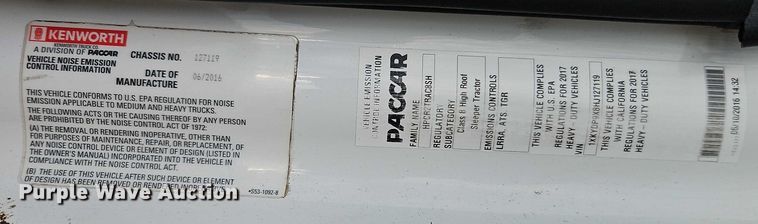 KENWORTH
KENWORTH TRUCK CO.
A DIVISION OF PACCAR
VEHICLE NOISE EMISSION
CONTROL INFORMATION
CHASSIS NO. 127119
DATE OF
MANUFACTURE 06/2016
THIS VEHICLE CONFORMS TO U.S. EPA REGULATION FOR NOISE
EMISSION APPLICABLE TO MEDIUM AND HEAVY TRUCKS.
THE FOLLOWING ACTS OR THE CAUSING THEREOF BY ANY PERSON
ARE PROHIBITED BY THE NOISE CONTROL ACT OF 1972:
(A) THE REMOVAL OR RENDERING INOPERATIVE, OTHER THAN
FOR PURPOSES OF MAINTENANCE, REPAIR, OR REPLACEMENT, OF
ANY NOISE CONTROL DEVICE OR ELEMENT OF DESIGN (LISTED IN
THE OWNER'S MANUAL) INCORPORATED INTO THE VEHICLE IN
COMPLIANCE WITH THE NOISE CONTROL ACT.
(B) THE USE OF THIS VEHICLE AFTER SUCH DEVICE OR ELEMENT
OF DESIGN HAS BEEN REMOVED OR RENDERED
S53-1092-8
VEHICLE EMISSION
CONTROL INFORMATION
PACCAR
FAMILY NAME
HPCR2TRAC8SH
REGULATORY
SUBCATEGORY
Class 8 High Roof
Sleeper Tractor
EMISSIONS CONTROLS
LRRA, ATS TGR
THIS VEHICLE COMPLIES
WITH U.S. EPA
REGULATIONS FOR 2017
HEAVY- DUTY VEHICLES
VIN
1XKYDP9X8HJ127119
THIS VEHICLE COMPLIES
WITH CALIFORNIA
REGULATIONS FOR 2017
HEAVY- DUTY VEHICLES
05/10/2016 14:32
Purple Wave Auction